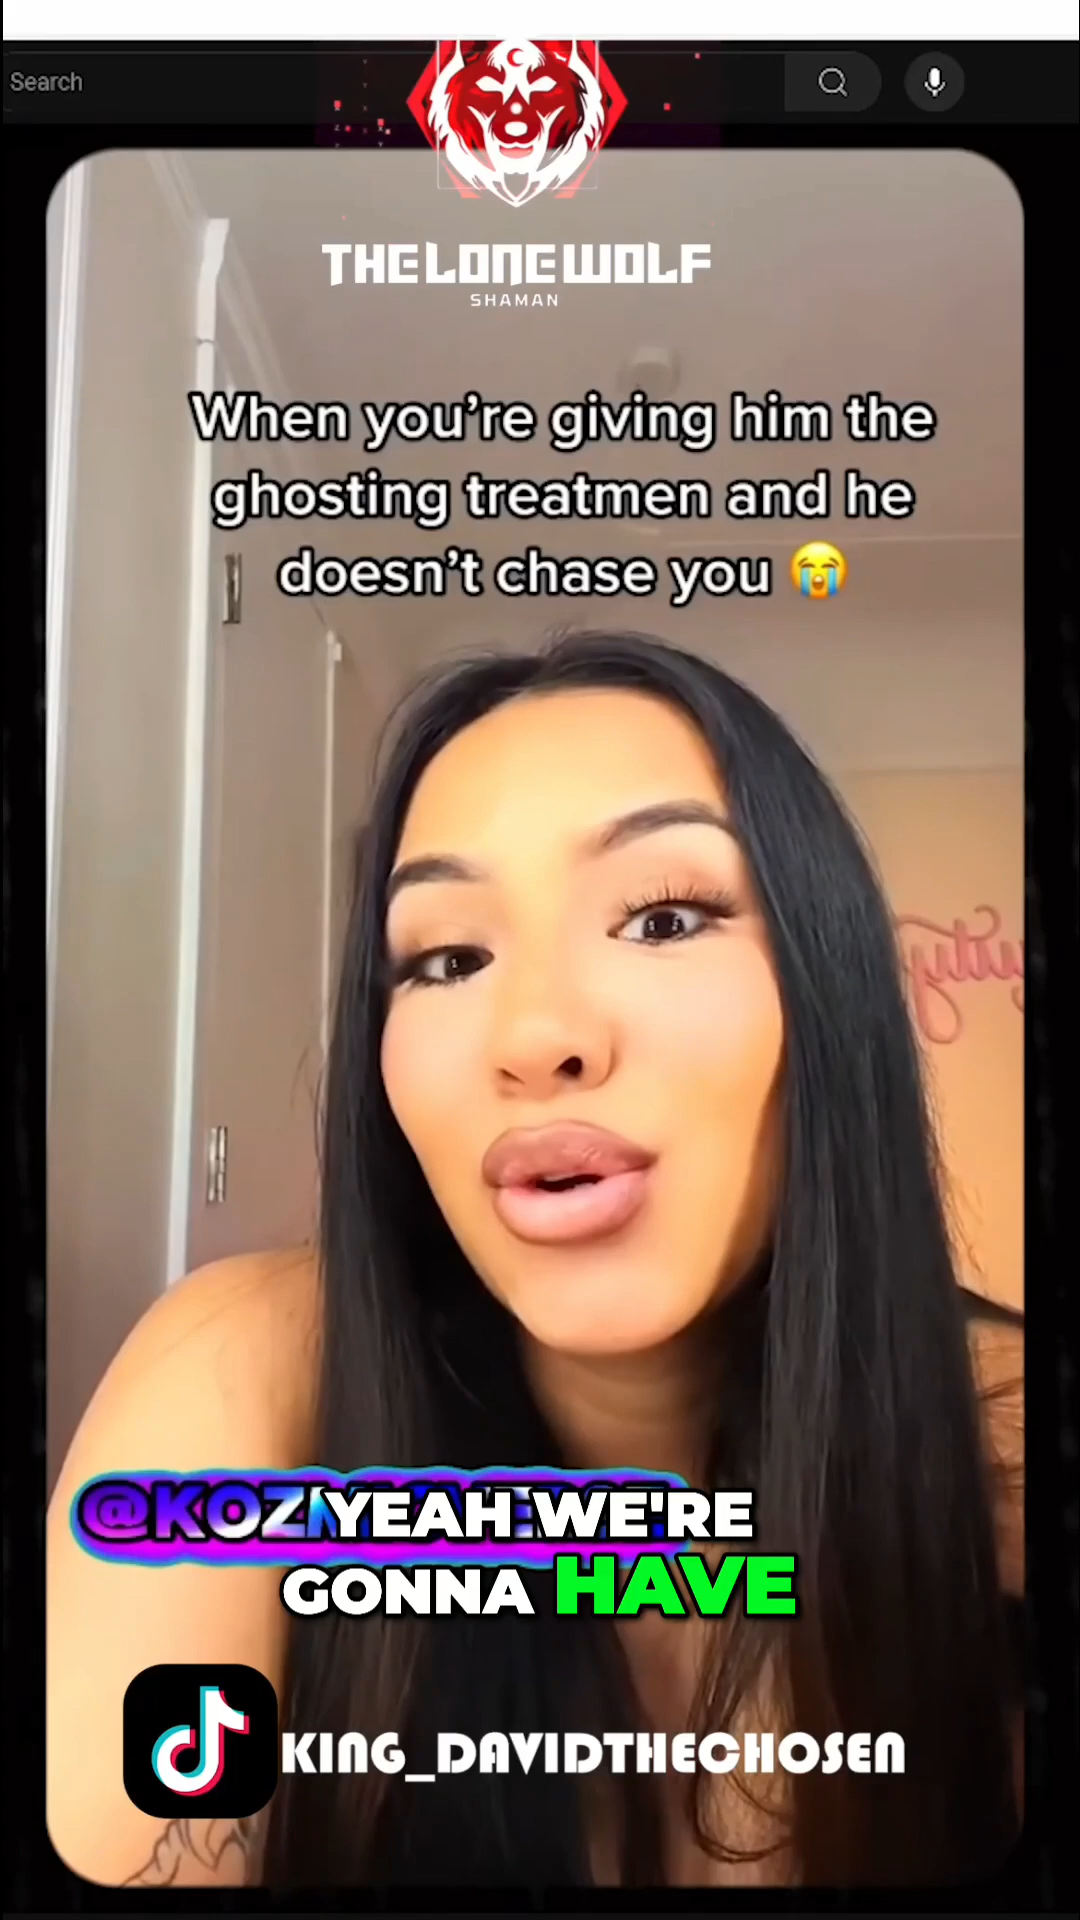 Search
THE LONE WOLF
SHAMAN
When you're giving him the
ghosting treatmen and he
doesn't chase you 😭
YEAH WE'RE
GONNA HAVE
KING_DAVIDTHECHOSEN